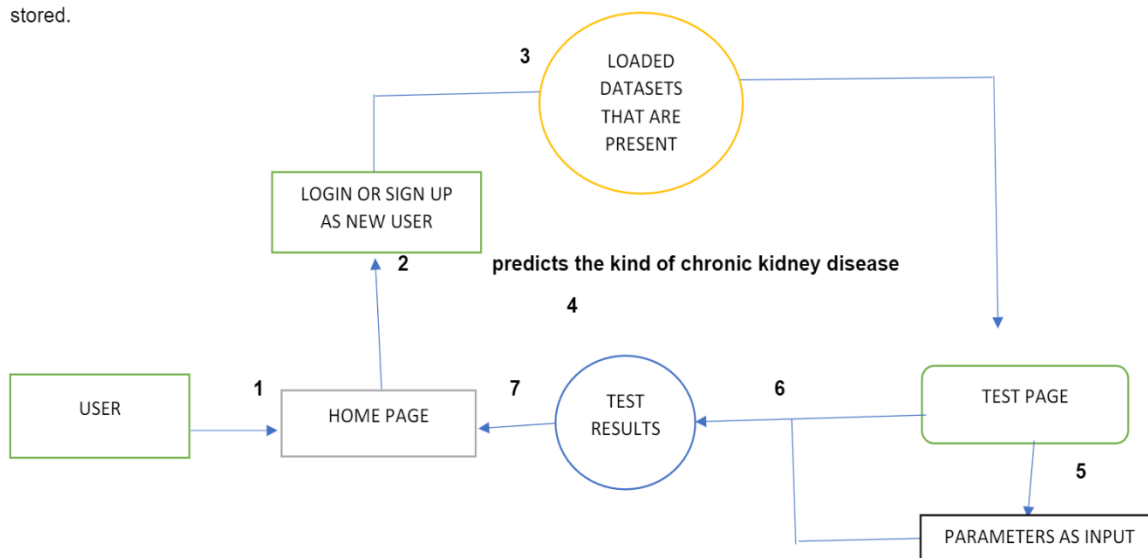 stored.
3
LOADED
DATASETS
THAT ARE
PRESENT
LOGIN OR SIGN UP
AS NEW USER
2
predicts the kind of chronic kidney disease
4
USER
1
HOME PAGE
7
TEST
RESULTS
6
TEST PAGE
5
PARAMETERS AS INPUT